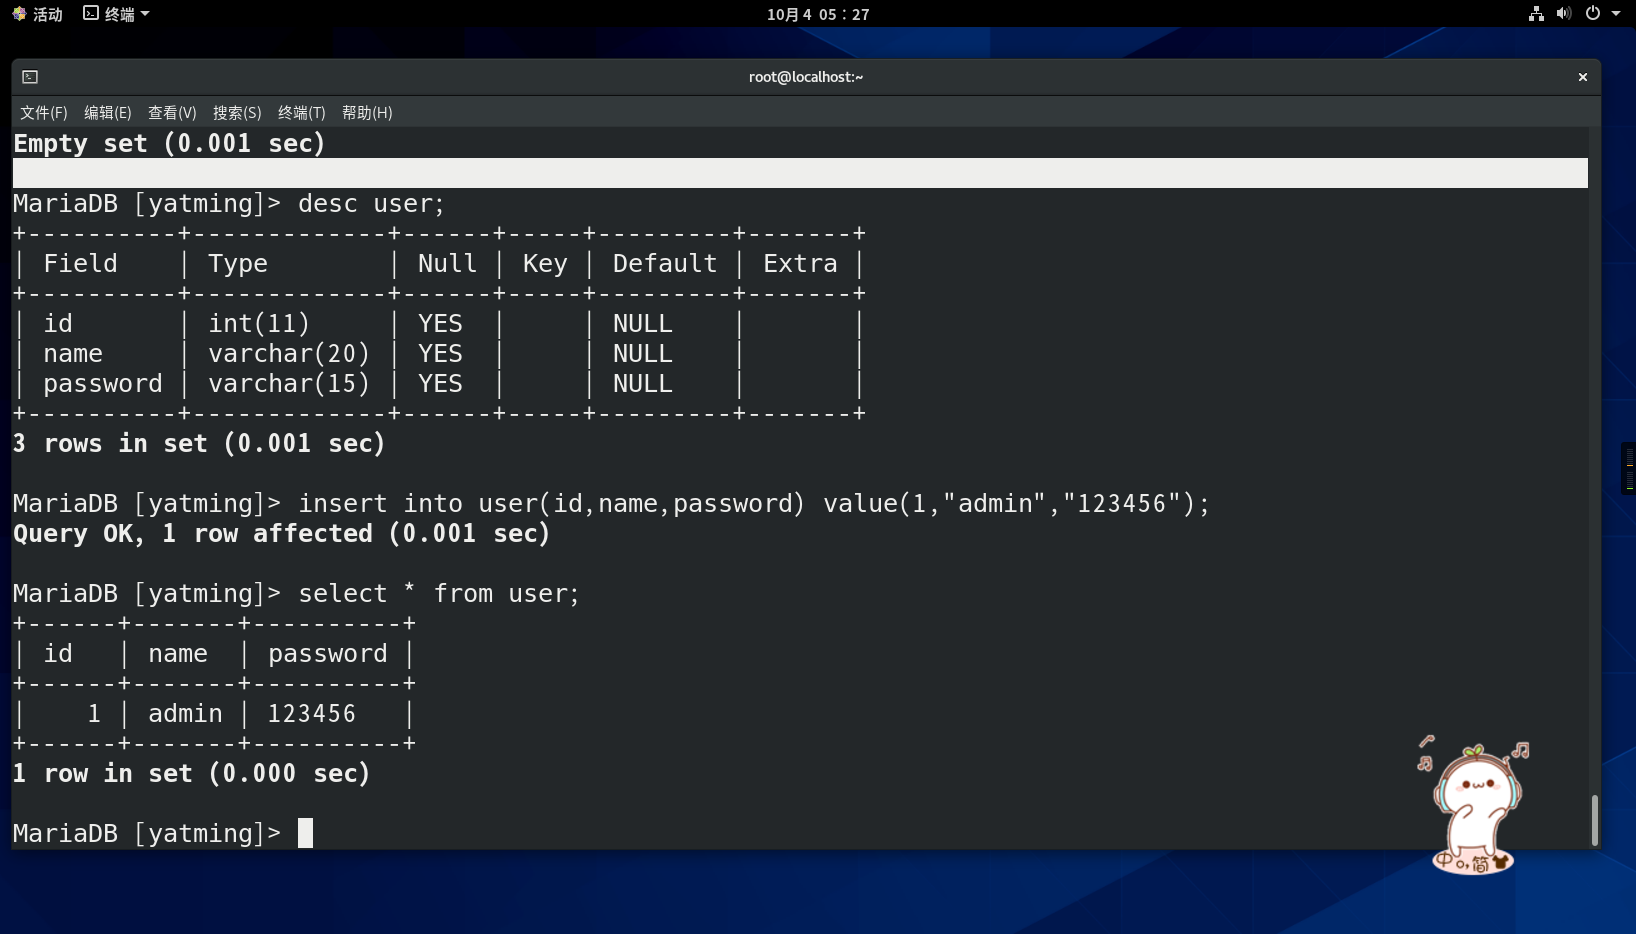 活动 终端 10月 4 05：27
root@localhost:~
文件(F) 编辑(E) 查看(V) 搜索(S) 终端(T) 帮助(H)
Empty set (0.001 sec)
MariaDB [yatming]> desc user;
+----------+-------------+------+-----+---------+-------+
| Field    | Type        | Null | Key | Default | Extra |
+----------+-------------+------+-----+---------+-------+
| id       | int(11)     | YES  |     | NULL    |       |
| name     | varchar(20) | YES  |     | NULL    |       |
| password | varchar(15) | YES  |     | NULL    |       |
+----------+-------------+------+-----+---------+-------+
3 rows in set (0.001 sec)
MariaDB [yatming]> insert into user(id,name,password) value(1,"admin","123456");
Query OK, 1 row affected (0.001 sec)
MariaDB [yatming]> select * from user;
+------+-------+----------+
| id   | name  | password |
+------+-------+----------+
|    1 | admin | 123456   |
+------+-------+----------+
1 row in set (0.000 sec)
MariaDB [yatming]>
中 简